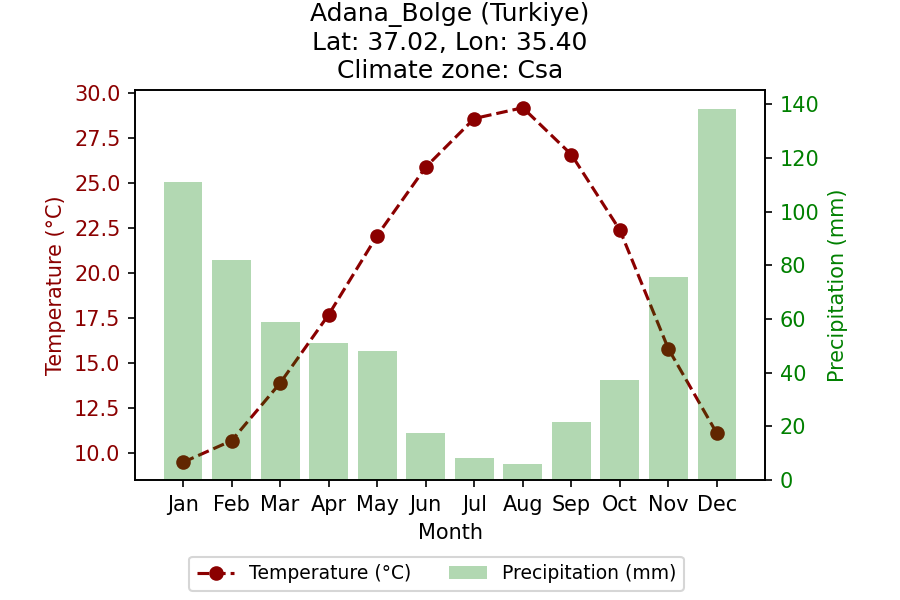 Adana_Bolge (Turkiye)
Lat: 37.02, Lon: 35.40
Climate zone: Csa
30.0
27.5
25.0
22.5
20.0
17.5
15.0
12.5
10.0
Temperature (°C)
140
120
100
80
60
40
20
0
Precipitation (mm)
Jan Feb Mar Apr May Jun Jul Aug Sep Oct Nov Dec
Month
Temperature (°C) Precipitation (mm)